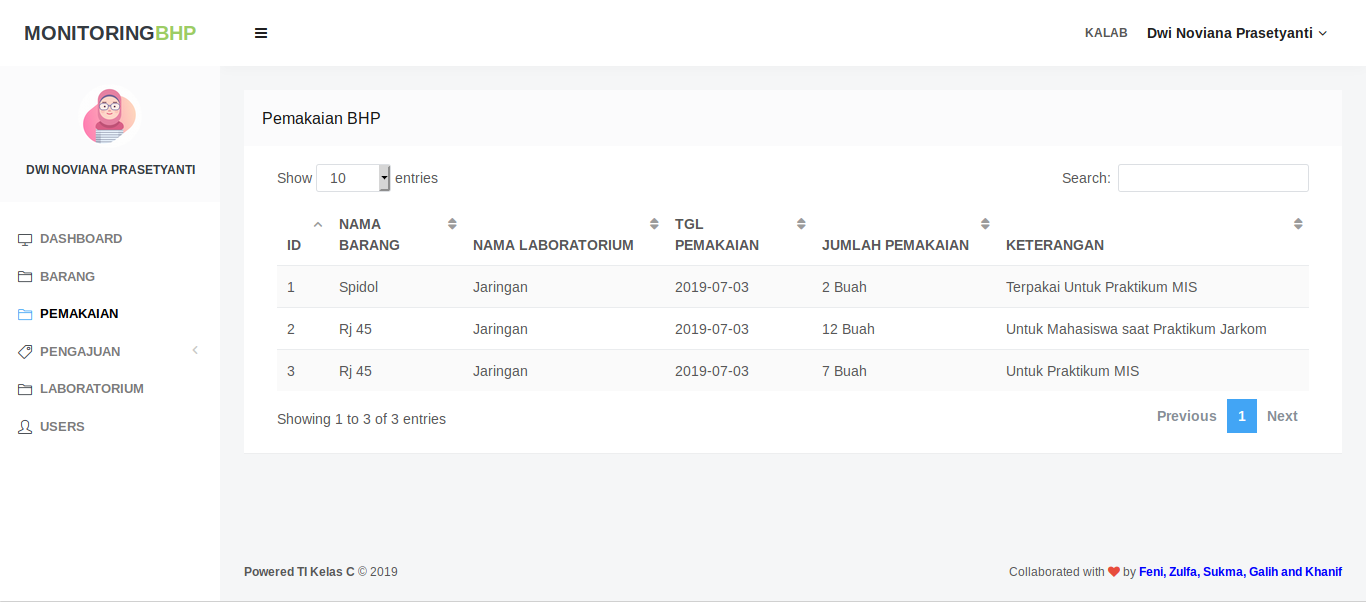 MONITORINGBHP
KALAB Dwi Noviana Prasetyanti
DWI NOVIANA PRASETYANTI
DASHBOARD
BARANG
PEMAKAIAN
PENGAJUAN
LABORATORIUM
USERS
Pemakaian BHP
Show 10 entries
Search:
ID NAMA BARANG NAMA LABORATORIUM TGL PEMAKAIAN JUMLAH PEMAKAIAN KETERANGAN
1 Spidol Jaringan 2019-07-03 2 Buah Terpakai Untuk Praktikum MIS
2 Rj 45 Jaringan 2019-07-03 12 Buah Untuk Mahasiswa saat Praktikum Jarkom
3 Rj 45 Jaringan 2019-07-03 7 Buah Untuk Praktikum MIS
Showing 1 to 3 of 3 entries
Previous 1 Next
Powered TI Kelas C © 2019
Collaborated with ❤ by Feni, Zulfa, Sukma, Galih and Khanif